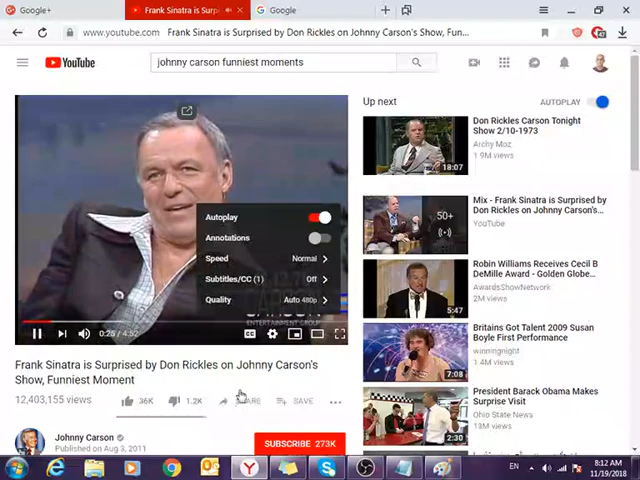 Google+
Frank Sinatra is Surp
Google
www.youtube.com
Frank Sinatra is Surprised by Don Rickles on Johnny Carson's Show, Fun...
YouTube
johnny carson funniest moments
Up next
AUTOPLAY
Don Rickles Carson Tonight
Show 2/10-1973
Archy Moz
1.9M views
18:07
Mix - Frank Sinatra is Surprised
by Don Rickles on Johnny Cars...
YouTube
50+
Robin Williams Receives Cecil B
DeMille Award - Golden Globe...
AwardsShowNetwork
2M views
5:47
Britains Got Talent 2009 Susan
Boyle First Performance
winningnight
1.4M views
7:08
President Barack Obama Makes
Surprise Visit
Ohio State News
2:30
Autoplay
Annotations
Speed
Normal
Subtitles/CC (1)
Off
Quality
Auto 480p
ENTERTAINMENT GROUP
0:26 / 4:52
Frank Sinatra is Surprised by Don Rickles on Johnny Carson's
Show, Funniest Moment
12,403,155 views
36K
1.2K
SAVE
Johnny Carson
Published on Aug 3, 2011
SUBSCRIBE 273K
EN
8:12 AM
11/19/2018